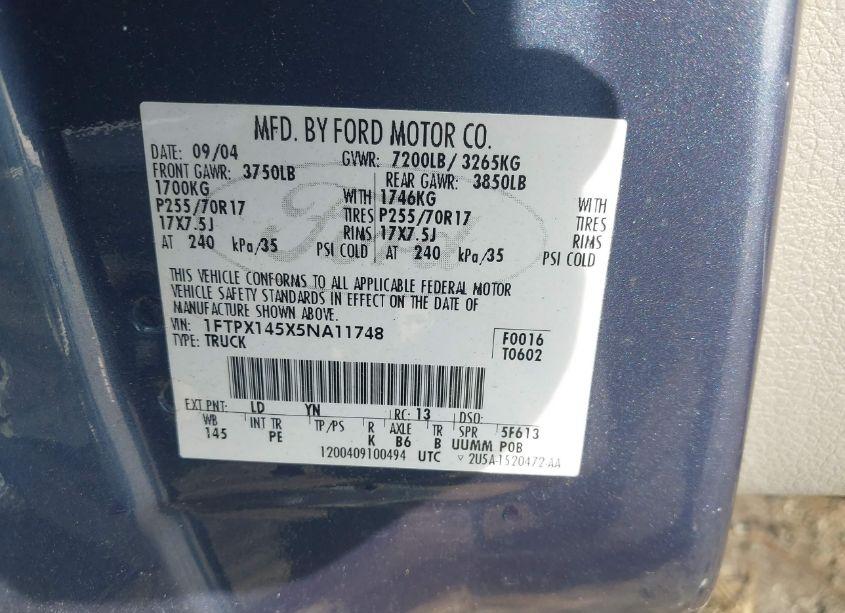 MFD. BY FORD MOTOR CO.
DATE: 09/04 GVWR: 7200LB/ 3265KG
FRONT GAWR: 3750LB REAR GAWR: 3850LB
1700KG WITH 1746KG WITH
P255/70R17 TIRES P255/70R17 TIRES
17X7.5J RIMS 17X7.5J RIMS
AT 240 kPa/35 PSI COLD AT 240 kPa/35 PSI COLD
THIS VEHICLE CONFORMS TO ALL APPLICABLE FEDERAL MOTOR
VEHICLE SAFETY STANDARDS IN EFFECT ON THE DATE OF
MANUFACTURE SHOWN ABOVE.
VIN: 1FTPX145X5NA11748 F0016
TYPE: TRUCK T0602
EXT PNT: LD YN RC: 13 DSO:
WB INT TR TP/PS R AXLE TR SPR 5F613
145 PE K B6 B UUMM POB
1200409100494 UTC ▽ 2U5A-1520472-AA
Ford